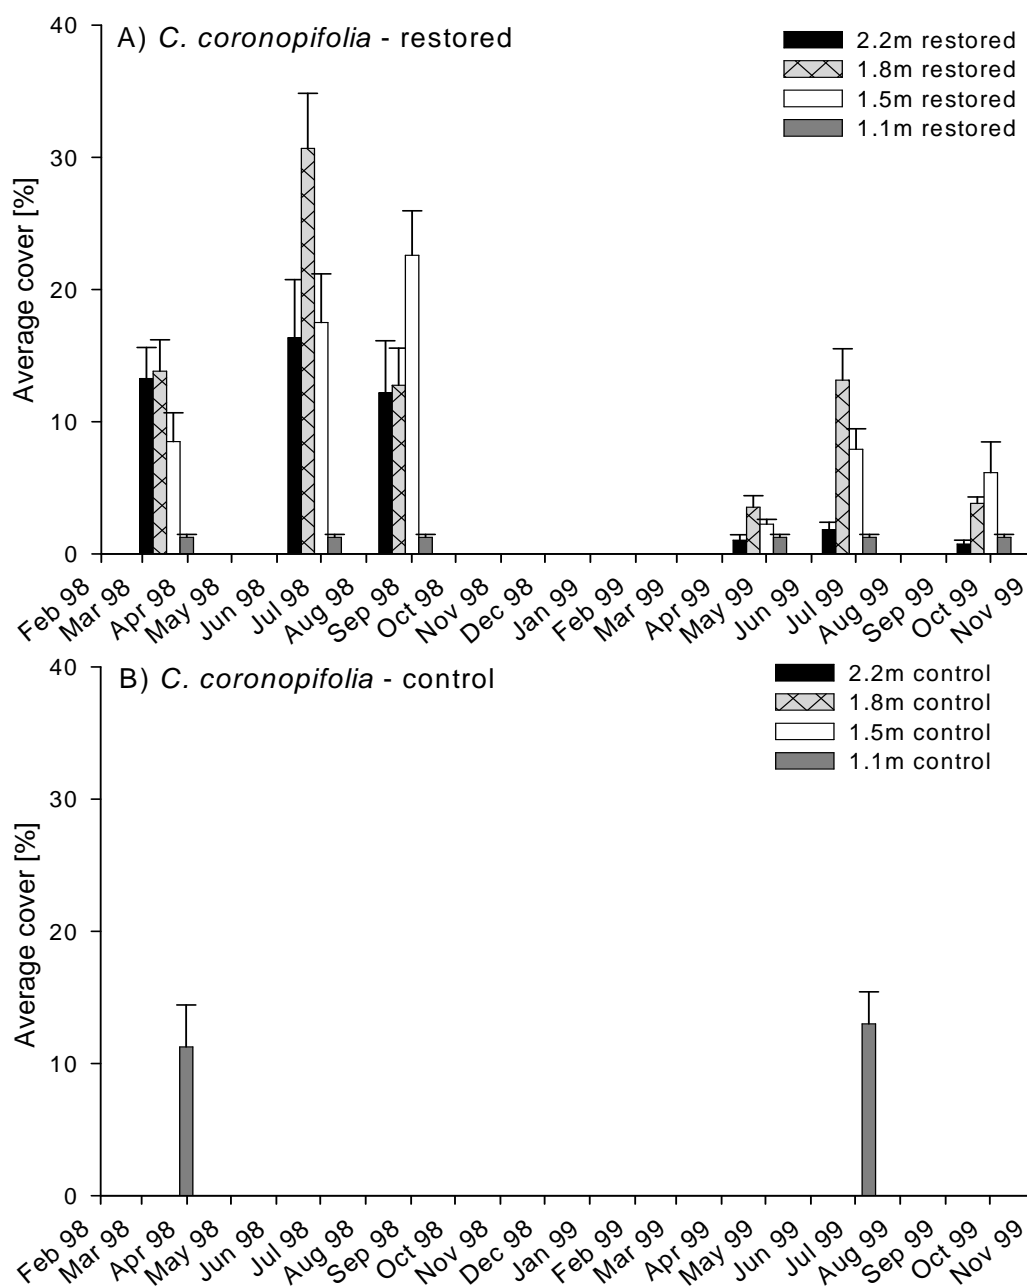 A) C. coronopifolia - restored
2.2m restored
1.8m restored
1.5m restored
1.1m restored
Average cover [%]
40
30
20
10
0
Feb 98
Mar 98
Apr 98
May 98
Jun 98
Jul 98
Aug 98
Sep 98
Oct 98
Nov 98
Dec 98
Jan 99
Feb 99
Mar 99
Apr 99
May 99
Jun 99
Jul 99
Aug 99
Sep 99
Oct 99
Nov 99
B) C. coronopifolia - control
2.2m control
1.8m control
1.5m control
1.1m control
Average cover [%]
40
30
20
10
0
Feb 98
Mar 98
Apr 98
May 98
Jun 98
Jul 98
Aug 98
Sep 98
Oct 98
Nov 98
Dec 98
Jan 99
Feb 99
Mar 99
Apr 99
May 99
Jun 99
Jul 99
Aug 99
Sep 99
Oct 99
Nov 99